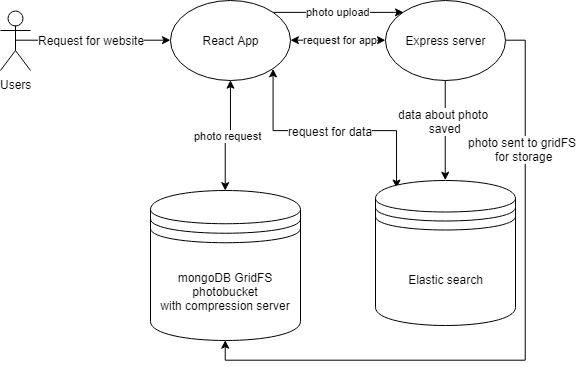 photo upload
Request for website
React App
request for app
Express server
Users
data about photo
saved
photo request
request for data
photo sent to gridFS
for storage
mongoDB GridFS
photobucket
with compression server
Elastic search